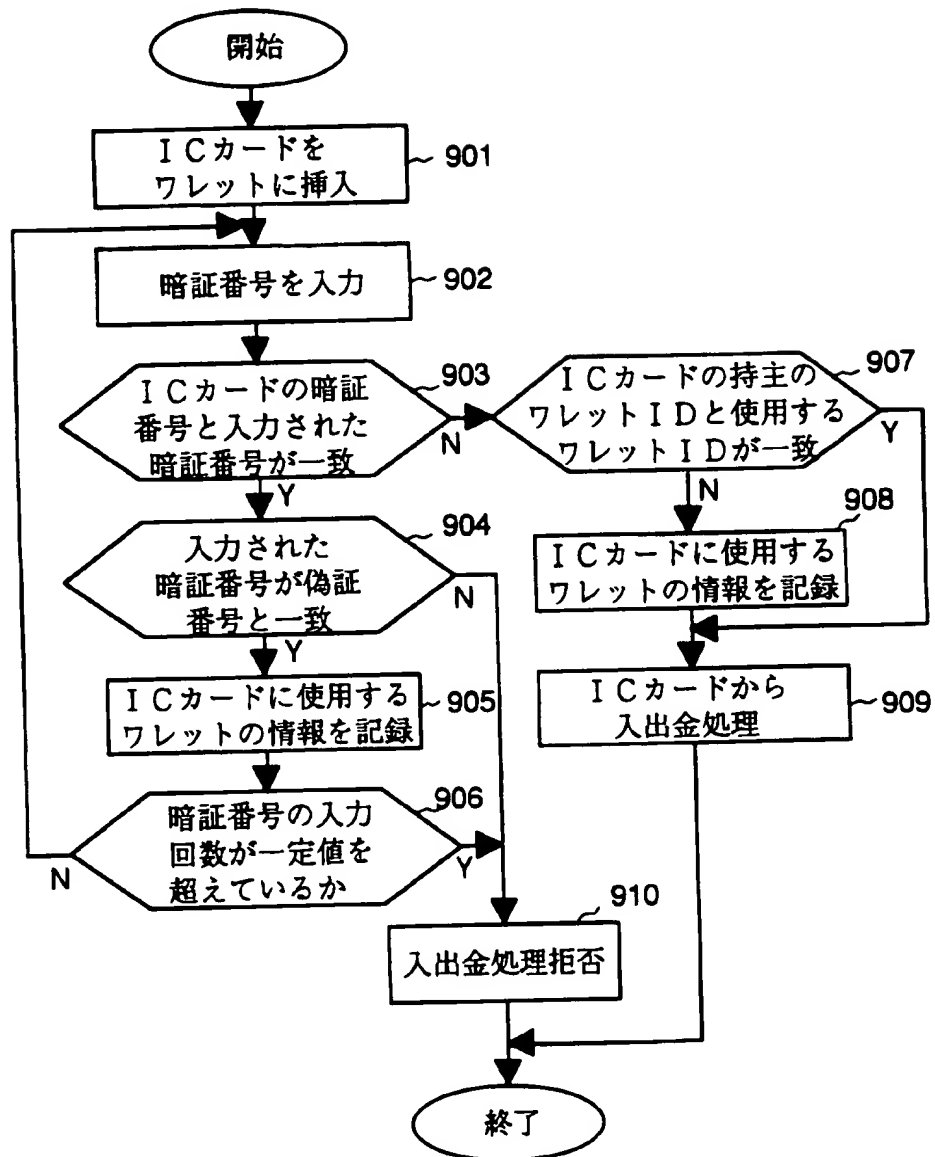 開始
ICカードを
ワレットに挿入
901
暗証番号を入力
902
ICカードの暗証
番号と入力された
暗証番号が一致
903
N
Y
入力された
暗証番号が偽証
番号と一致
904
N
Y
ICカードに使用する
ワレットの情報を記録
905
暗証番号の入力
回数が一定値を
超えているか
906
N
Y
ICカードの持主の
ワレットIDと使用する
ワレットIDが一致
907
Y
N
ICカードに使用する
ワレットの情報を記録
908
ICカードから
入出金処理
909
入出金処理拒否
910
終了